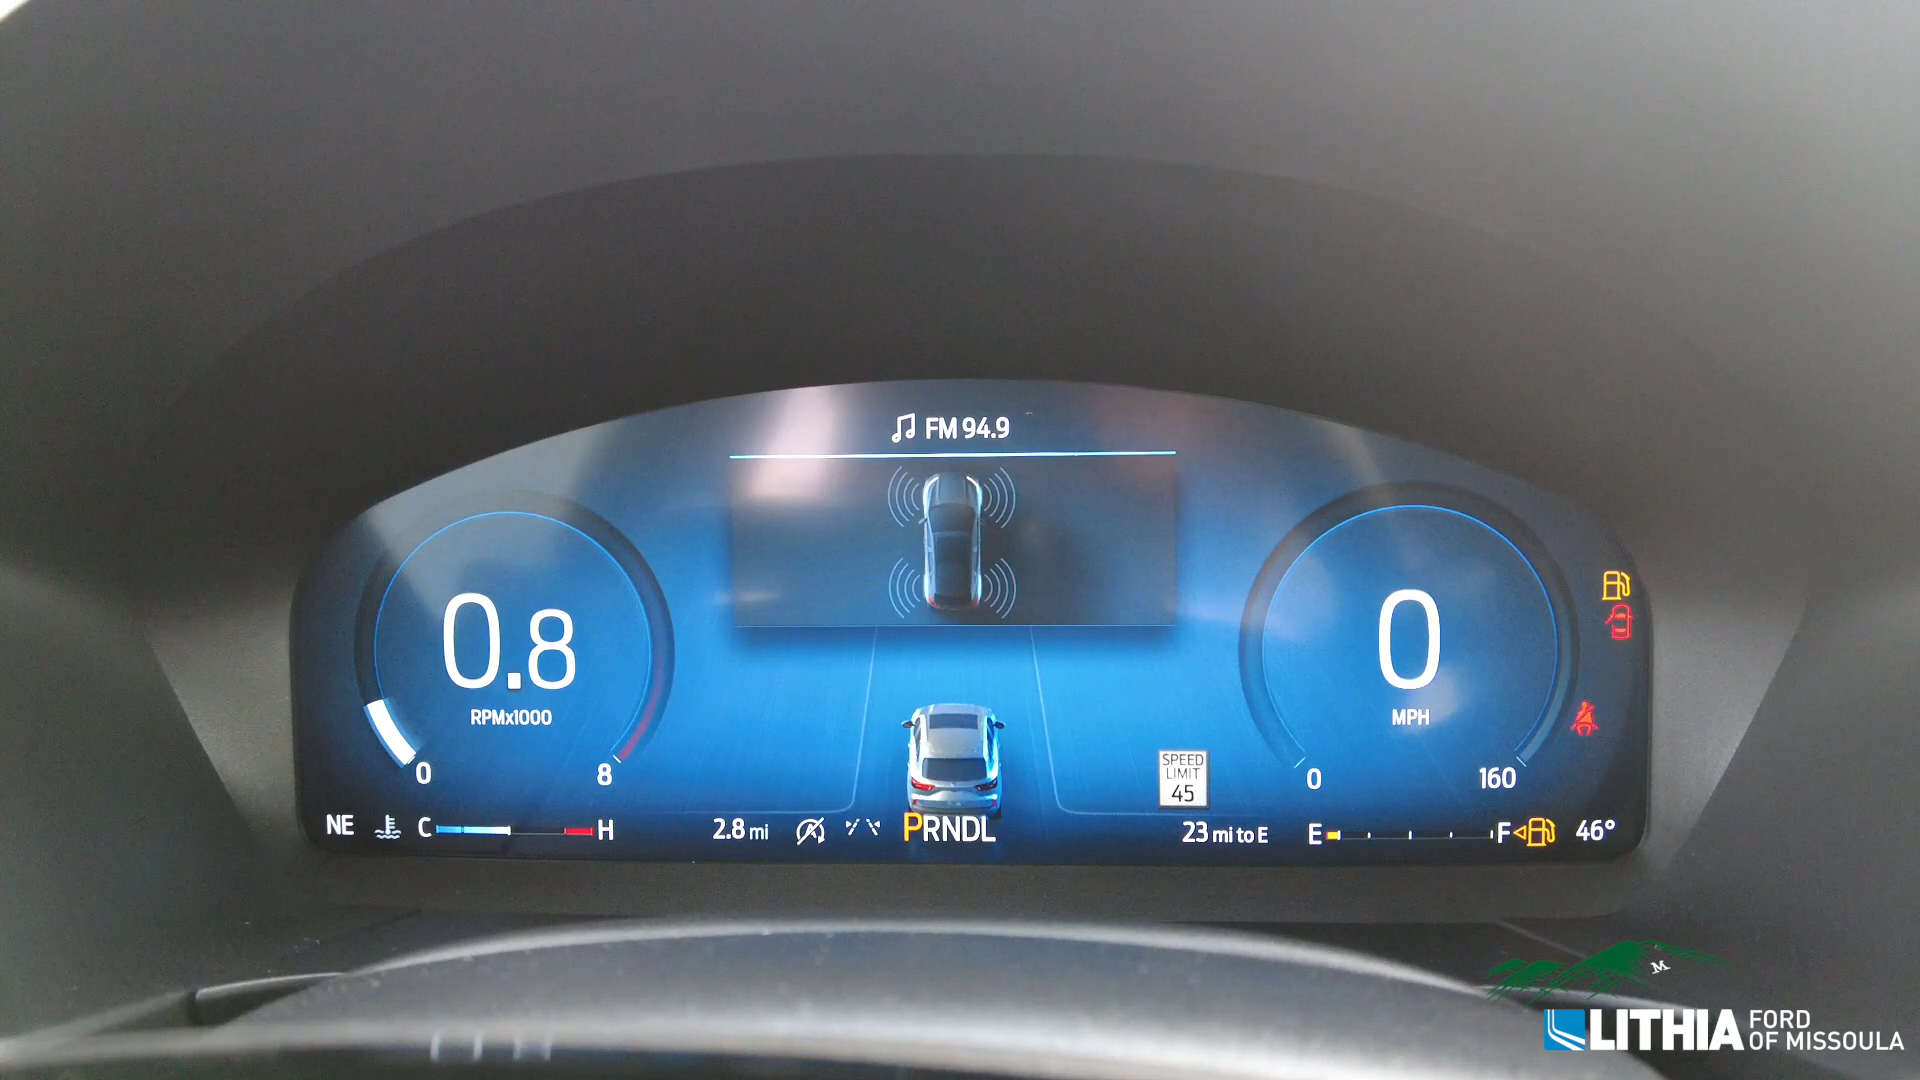 FM 94.9
0.8
RPMx1000
0
8
0
MPH
0
160
SPEED
LIMIT
45
NE
C
H
2.8 mi
PRNDL
23 mi to E
E
F
46°
M
LITHIA FORD
OF MISSOULA